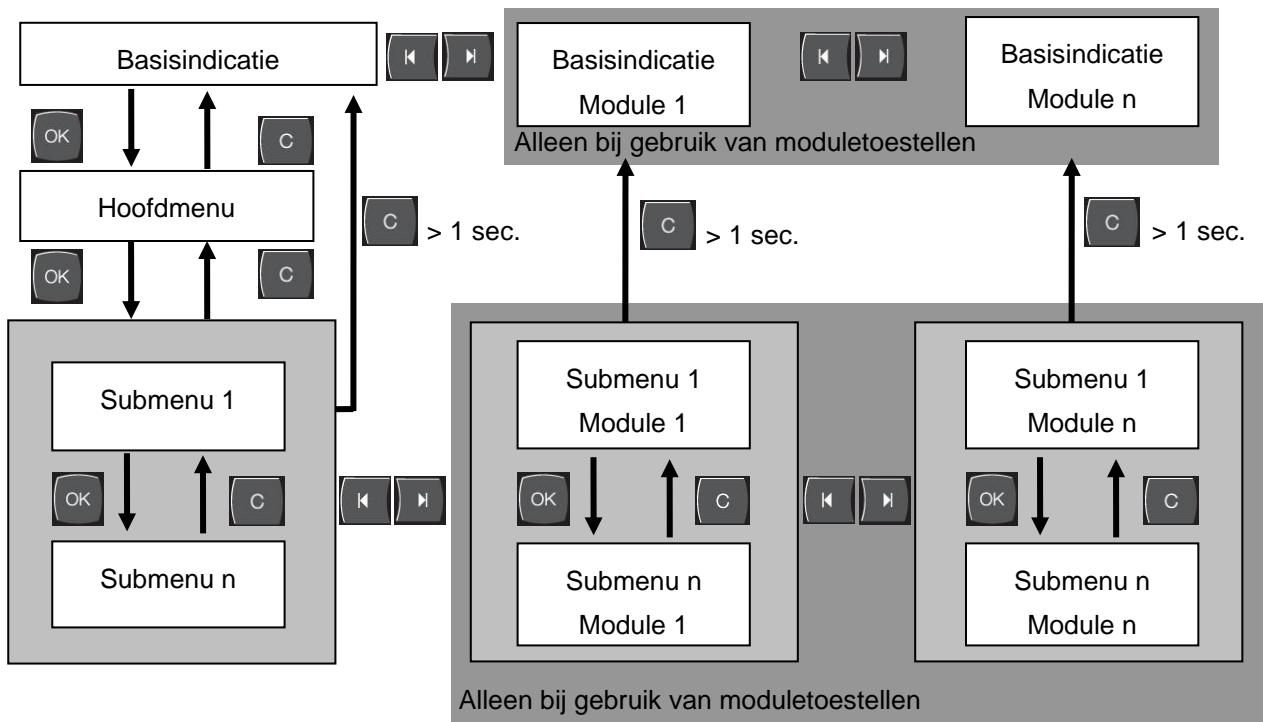 Basisindicatie
Basisindicatie
Module 1
Basisindicatie
Module n
Alleen bij gebruik van moduletoestellen
OK
C
Hoofdmenu
C
> 1 sec.
C
> 1 sec.
C
> 1 sec.
OK
C
Submenu 1
Submenu 1
Module 1
Submenu 1
Module n
OK
C
OK
C
OK
C
Submenu n
Submenu n
Module 1
Submenu n
Module n
Alleen bij gebruik van moduletoestellen